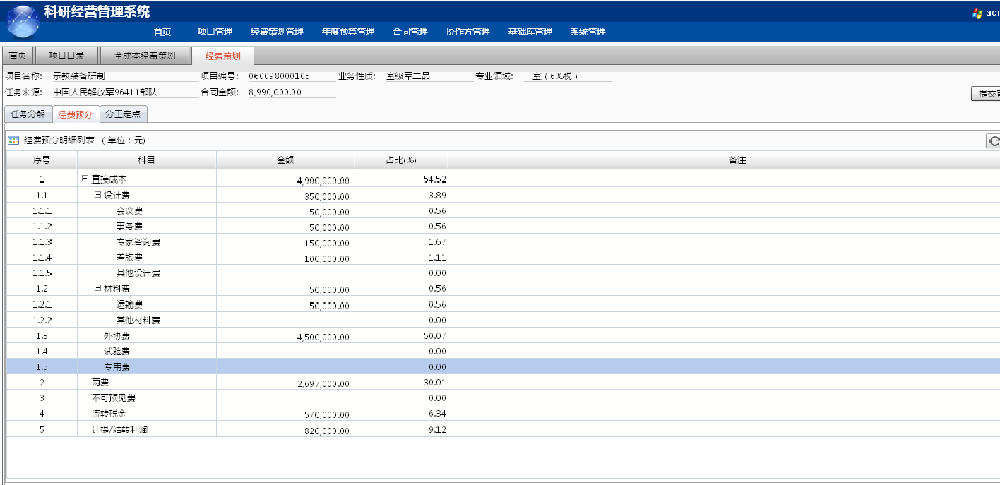 科研经营管理系统
首页 项目管理 经费策划管理 年度预算管理 合同管理 协作方管理 基础库管理 系统管理
首页 项目目录 全成本经费策划 经费策划
项目名称: 示教装备研制 项目编号: 060098000105 业务性质: 室级军二品 专业领域: 一室（6%税）
任务来源: 中国人民解放军96411部队 合同金额: 8,990,000.00
提交
任务分解 经费预分 分工定点
经费预分明细列表 （单位：元)
序号 科目 金额 占比(%) 备注
1 直接成本 4,900,000.00 54.52
1.1 设计费 350,000.00 3.89
1.1.1 会议费 50,000.00 0.56
1.1.2 事务费 50,000.00 0.56
1.1.3 专家咨询费 150,000.00 1.67
1.1.4 差旅费 100,000.00 1.11
1.1.5 其他设计费 0.00
1.2 材料费 50,000.00 0.56
1.2.1 运输费 50,000.00 0.56
1.2.2 其他材料费 0.00
1.3 外协费 4,500,000.00 50.07
1.4 试验费 0.00
1.5 专用费 0.00
2 两费 2,697,000.00 30.01
3 不可预见费 0.00
4 流转税金 570,000.00 6.34
5 计提/结转利润 820,000.00 9.12